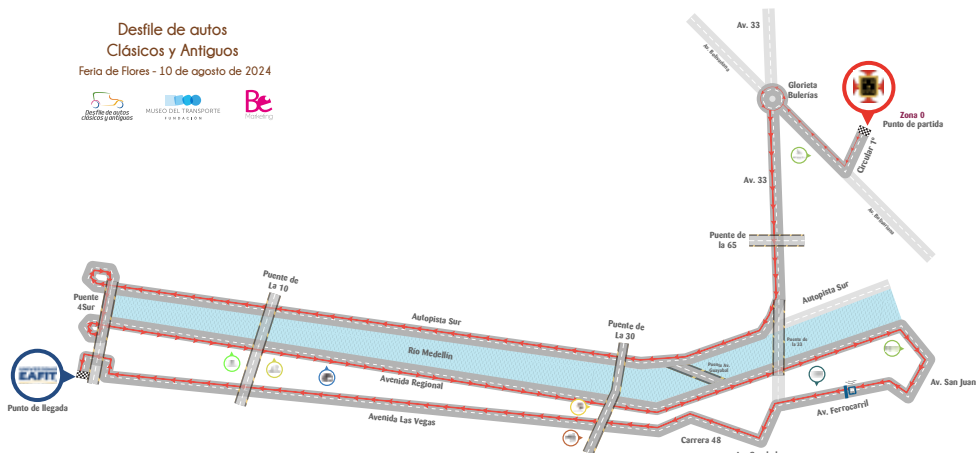 Desfile de autos
Clásicos y Antiguos
Feria de Flores - 10 de agosto de 2024
Desfile de autos
clásicos y antiguos
MUSEO DEL TRANSPORTE
FUNDACIÓN
Be
Marketing
Av. 33
Glorieta
Bulerías
Zona 0
Punto de partida
Circular 1ª
Av. 33
Puente de
la 65
Autopista Sur
Puente de
La 10
Puente
4Sur
Autopista Sur
Puente de
La 30
Río Medellín
Puente de
Avenida Regional
EAFIT
Punto de llegada
Avenida Las Vegas
Carrera 48
Av. Ferrocarril
Av. San Juan